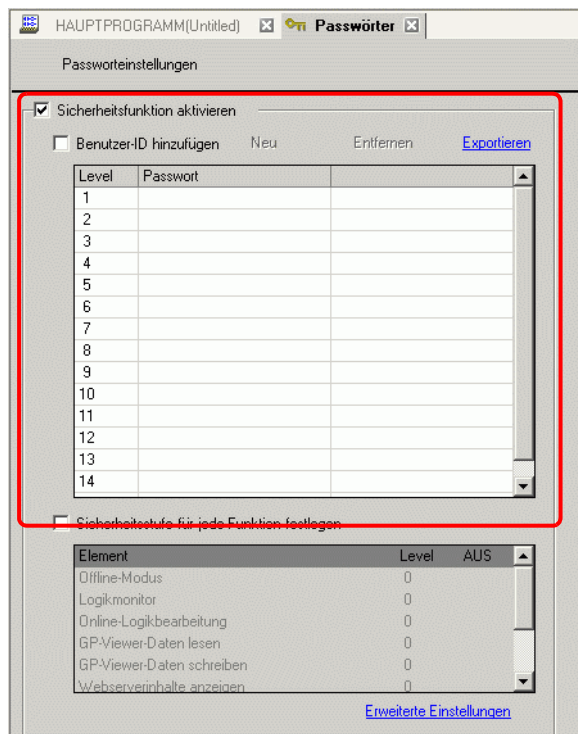 HAUPTPROGRAMM(Untitled) Passwörter
Passworteinstellungen
Sicherheitsfunktion aktivieren
Benutzer-ID hinzufügen Neu Entfernen Exportieren
Level Passwort
1
2
3
4
5
6
7
8
9
10
11
12
13
14
Sicherheitsstufe für jede Funktion festlegen
Element Level AUS
Offline-Modus 0
Logikmonitor 0
Online-Logikbearbeitung 0
GP-Viewer-Daten lesen 0
GP-Viewer-Daten schreiben 0
Webserverinhalte anzeigen 0
Erweiterte Einstellungen